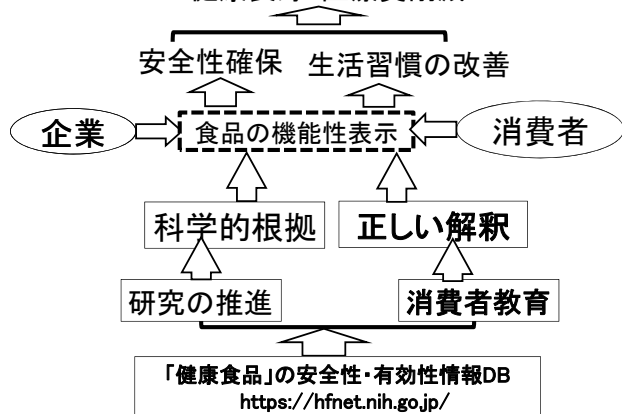 安全性確保 生活習慣の改善
企業
食品の機能性表示
消費者
科学的根拠
正しい解釈
研究の推進
消費者教育
「健康食品」の安全性・有効性情報DB
https://hfnet.nih.go.jp/